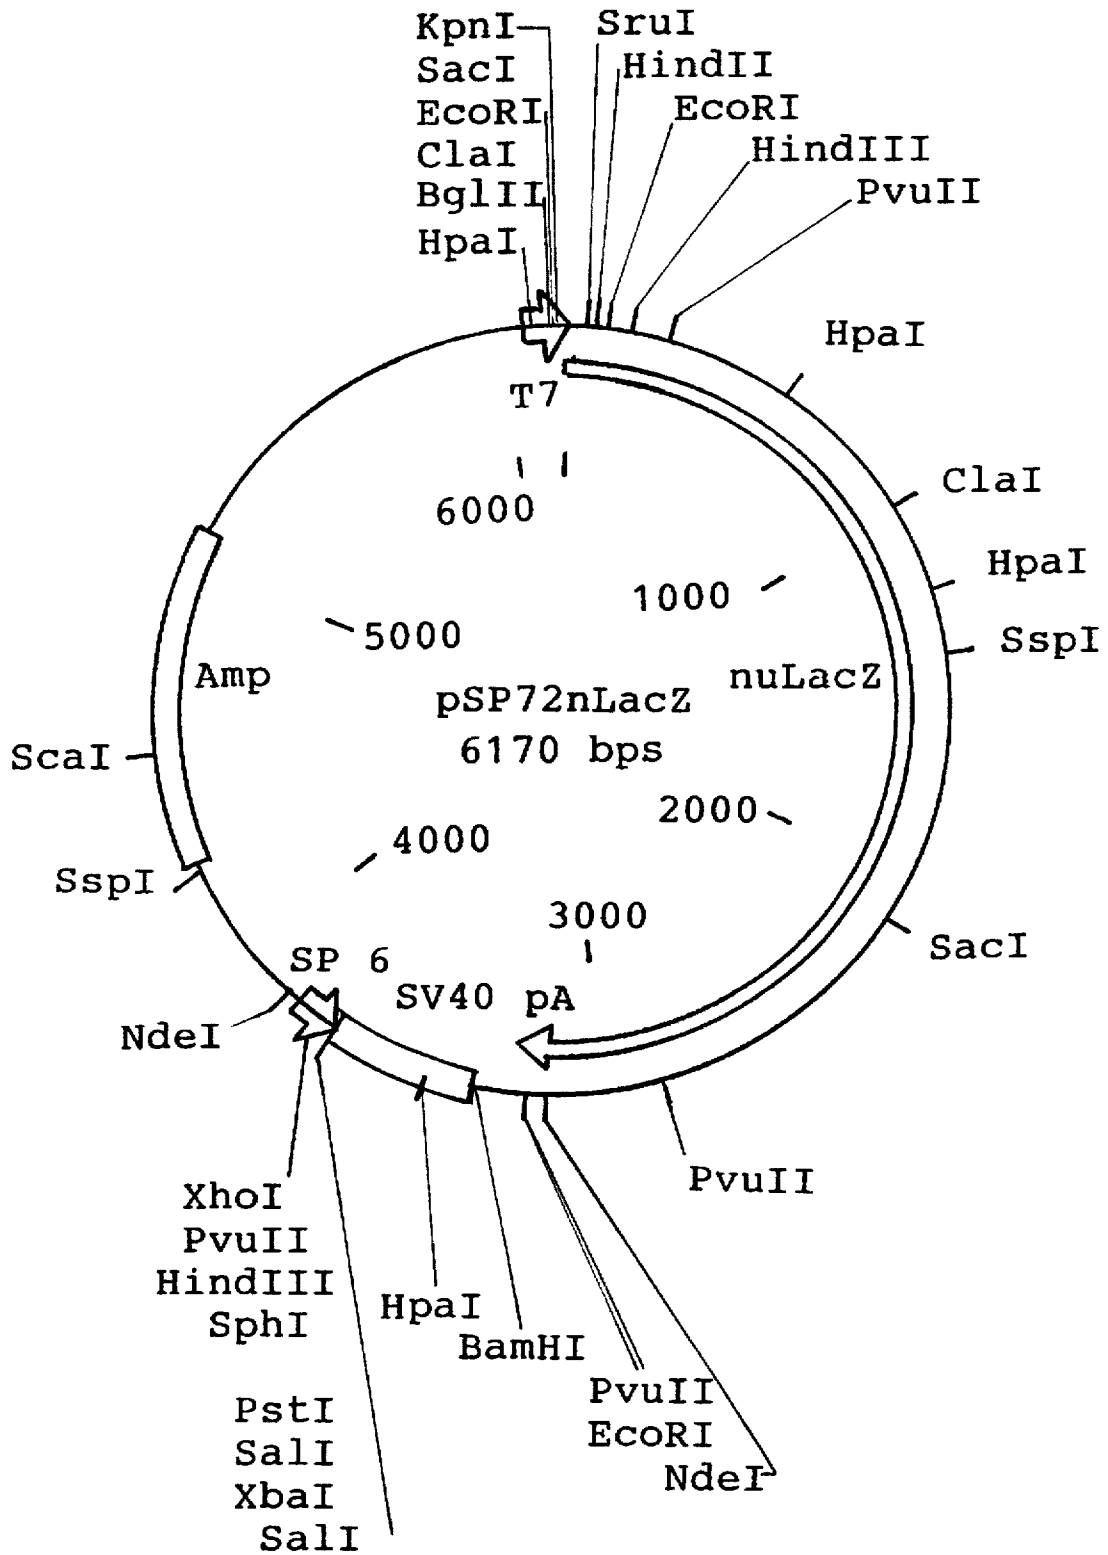 KpnI
SacI
EcoRI
ClaI
BglII
HpaI
SruI
HindII
EcoRI
HindIII
PvuII
HpaI
ClaI
HpaI
SspI
SacI
PvuII
T7
6000
1000
5000
Amp
nuLacZ
pSP72nLacZ
6170 bps
2000
4000
3000
ScaI
SspI
SP 6
SV40 pA
NdeI
XhoI
PvuII
HindIII
SphI
HpaI
BamHI
PvuII
EcoRI
NdeI
PstI
SalI
XbaI
SalI